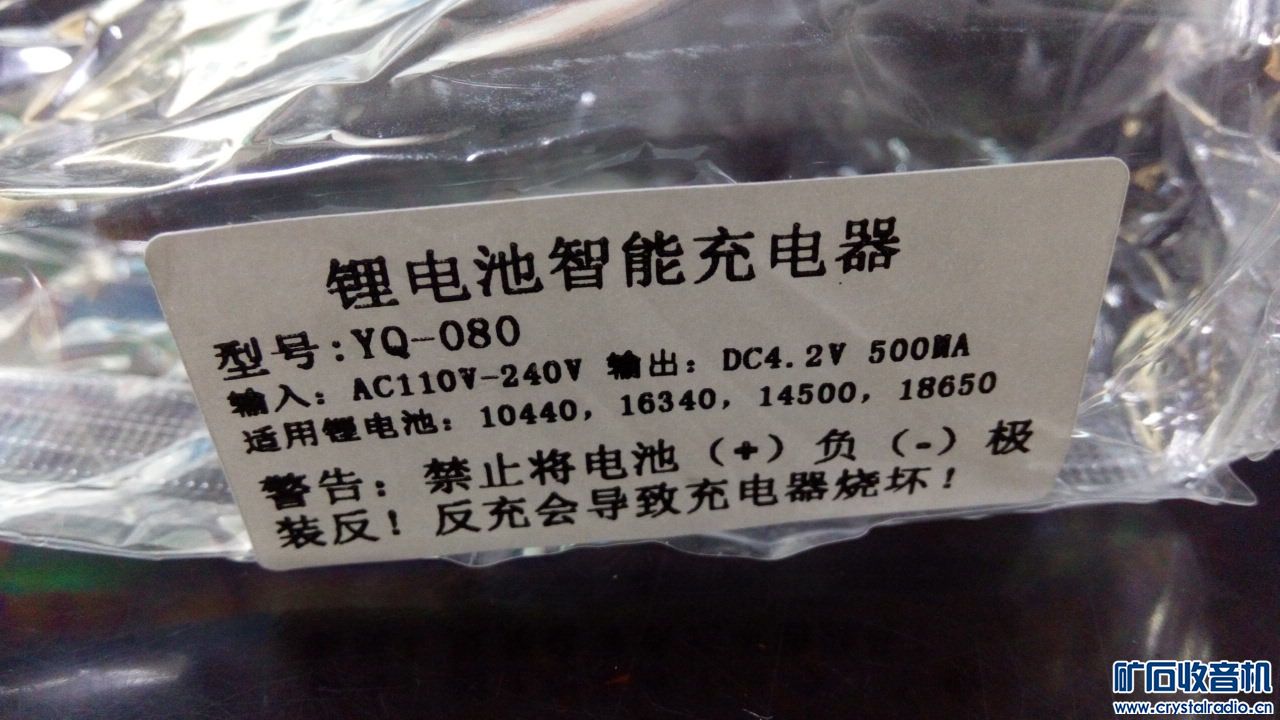 锂电池智能充电器
型号:YQ-080
输入：AC110V-240V 输出：DC4.2V 500MA
适用锂电池：10440，16340，14500，18650
警告：禁止将电池（+）负（-）极
装反！反充会导致充电器烧坏！
矿石收音机
www.crystalradio.cn